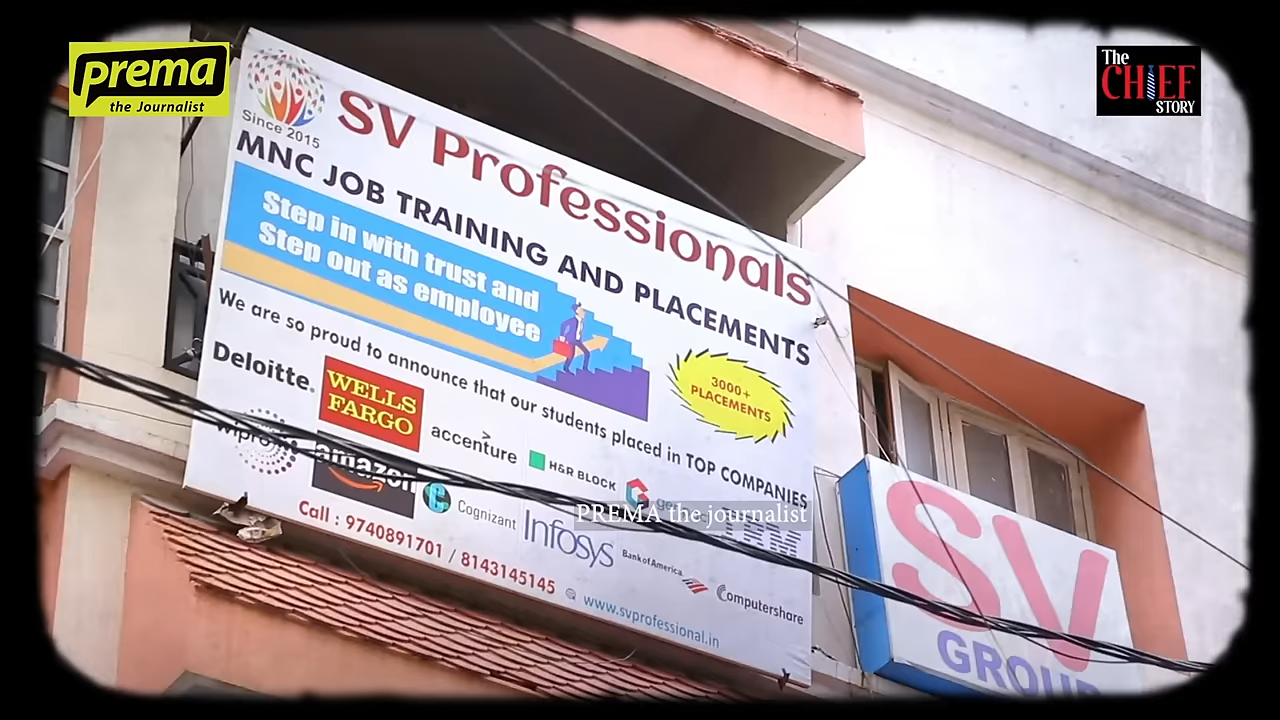 prema
the Journalist
The
CHIEF
STORY
Since 2015
SV Professionals
MNC JOB TRAINING AND PLACEMENTS
Step in with trust and
Step out as employee
3000+
PLACEMENTS
We are so proud to announce that our students placed in TOP COMPANIES
Deloitte.
WELLS
FARGO
accenture
H&R BLOCK
wipro
amazon
Cognizant
Infosys
IBM
Bank of America
Computershare
PREMA the journalist
Call : 9740891701 / 8143145145
www.svprofessional.in
SV
GROUP